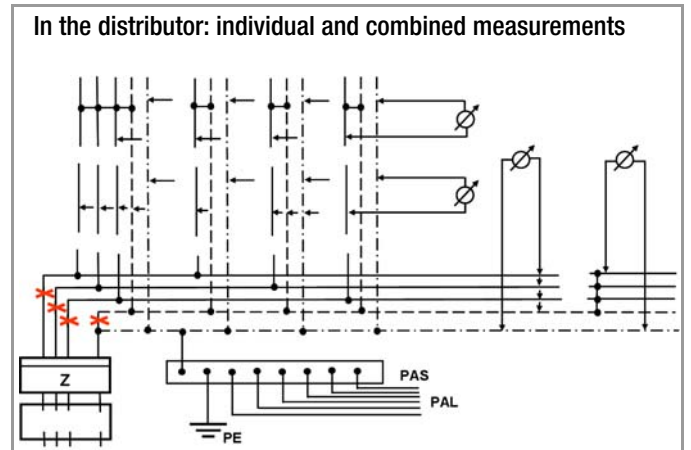 In the distributor: individual and combined measurements
Z
PAS
PAL
PE